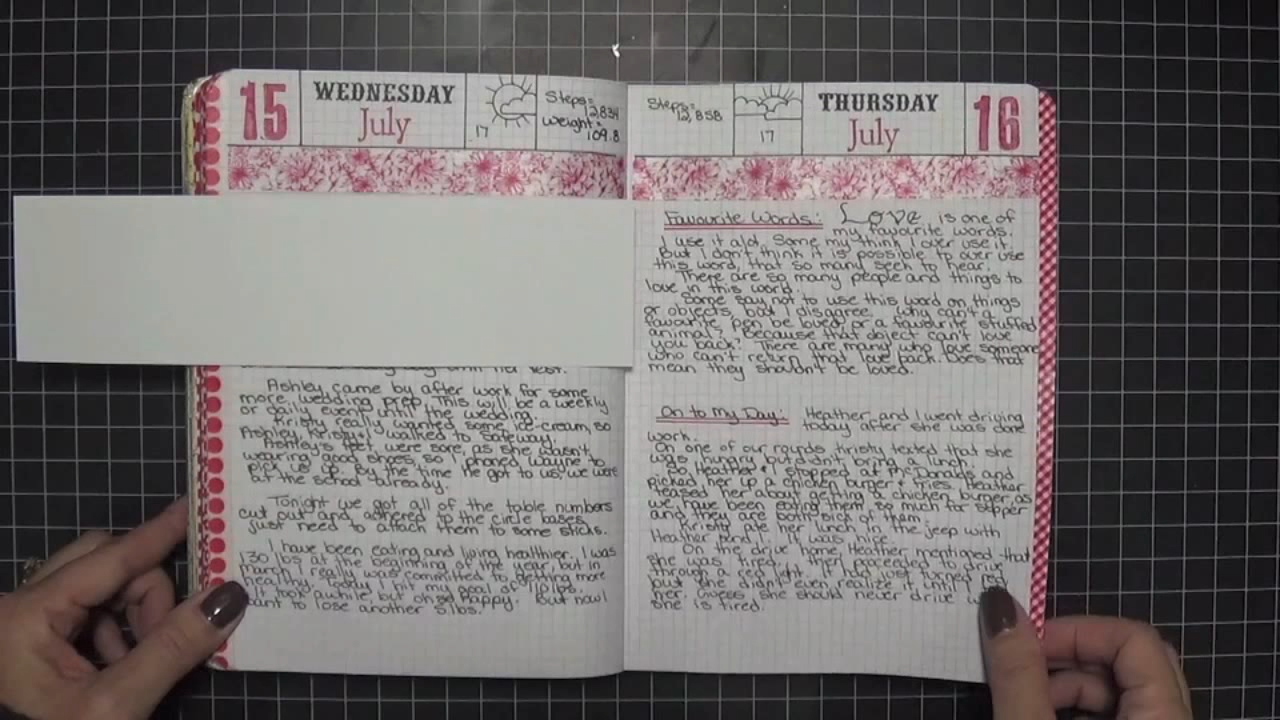 15 WEDNESDAY July 17 Steps= 12,834 Weight= 109.8
until his test.
Ashley came by after work for some
more wedding prep. This will be a weekly
or daily event until the wedding.
Kristy really wanted some ice-cream, so
Ashley, Kristy + I walked to Safeway.
Ashley's feet were sore, as she wasn't
wearing good shoes, so I phoned Wayne to
pick us up. By the time he got to us, we were
at the school already.
Tonight we got all of the table numbers
cut out and adhered to the circle bases
just need to attach them to some sticks.
I have been eating and living healthier. I was
130 lbs at the beginning of the year, but in
march I really was committed to getting more
healthy. Today I hit my goal of 110 lbs.
It took awhile but oh so happy. But now I
want to lose another 5 lbs.
Steps= 12,858 17 THURSDAY July 16
Favourite Words: Love is one of
my favourite words.
I use it alot. Some my think I over use it.
But I don't think it is possible to over use
this word, that so many seek to hear.
There are so many people and things to
love in this world.
Some say not to use this word on things
or objects, but I disagree. Why can't a
favourite pen be loved, or a favourite stuffed
animal? Because that object can't love
you back? There are many who love someone
who can't return that love back. Does that
mean they shouldn't be loved.
On to My Day: Heather and I went driving
today after she was done
work.
On one of our rounds Kristy texted that she
was hungry but didn't bring a lunch.
So Heather + I stopped at McDonalds and
picked her up a chicken burger + fries. Heather
teased her about getting a chicken burger, as
we have been eating them so much for supper
and they are both sick of them.
Kristy ate her lunch in the jeep with
Heather and I. It was nice.
On the drive home, Heather mentioned that
she was tired. I then proceeded to drive
through a red light. It had just turned red
but she didn't even realize it until I
her. Guess she should never drive
she is tired.